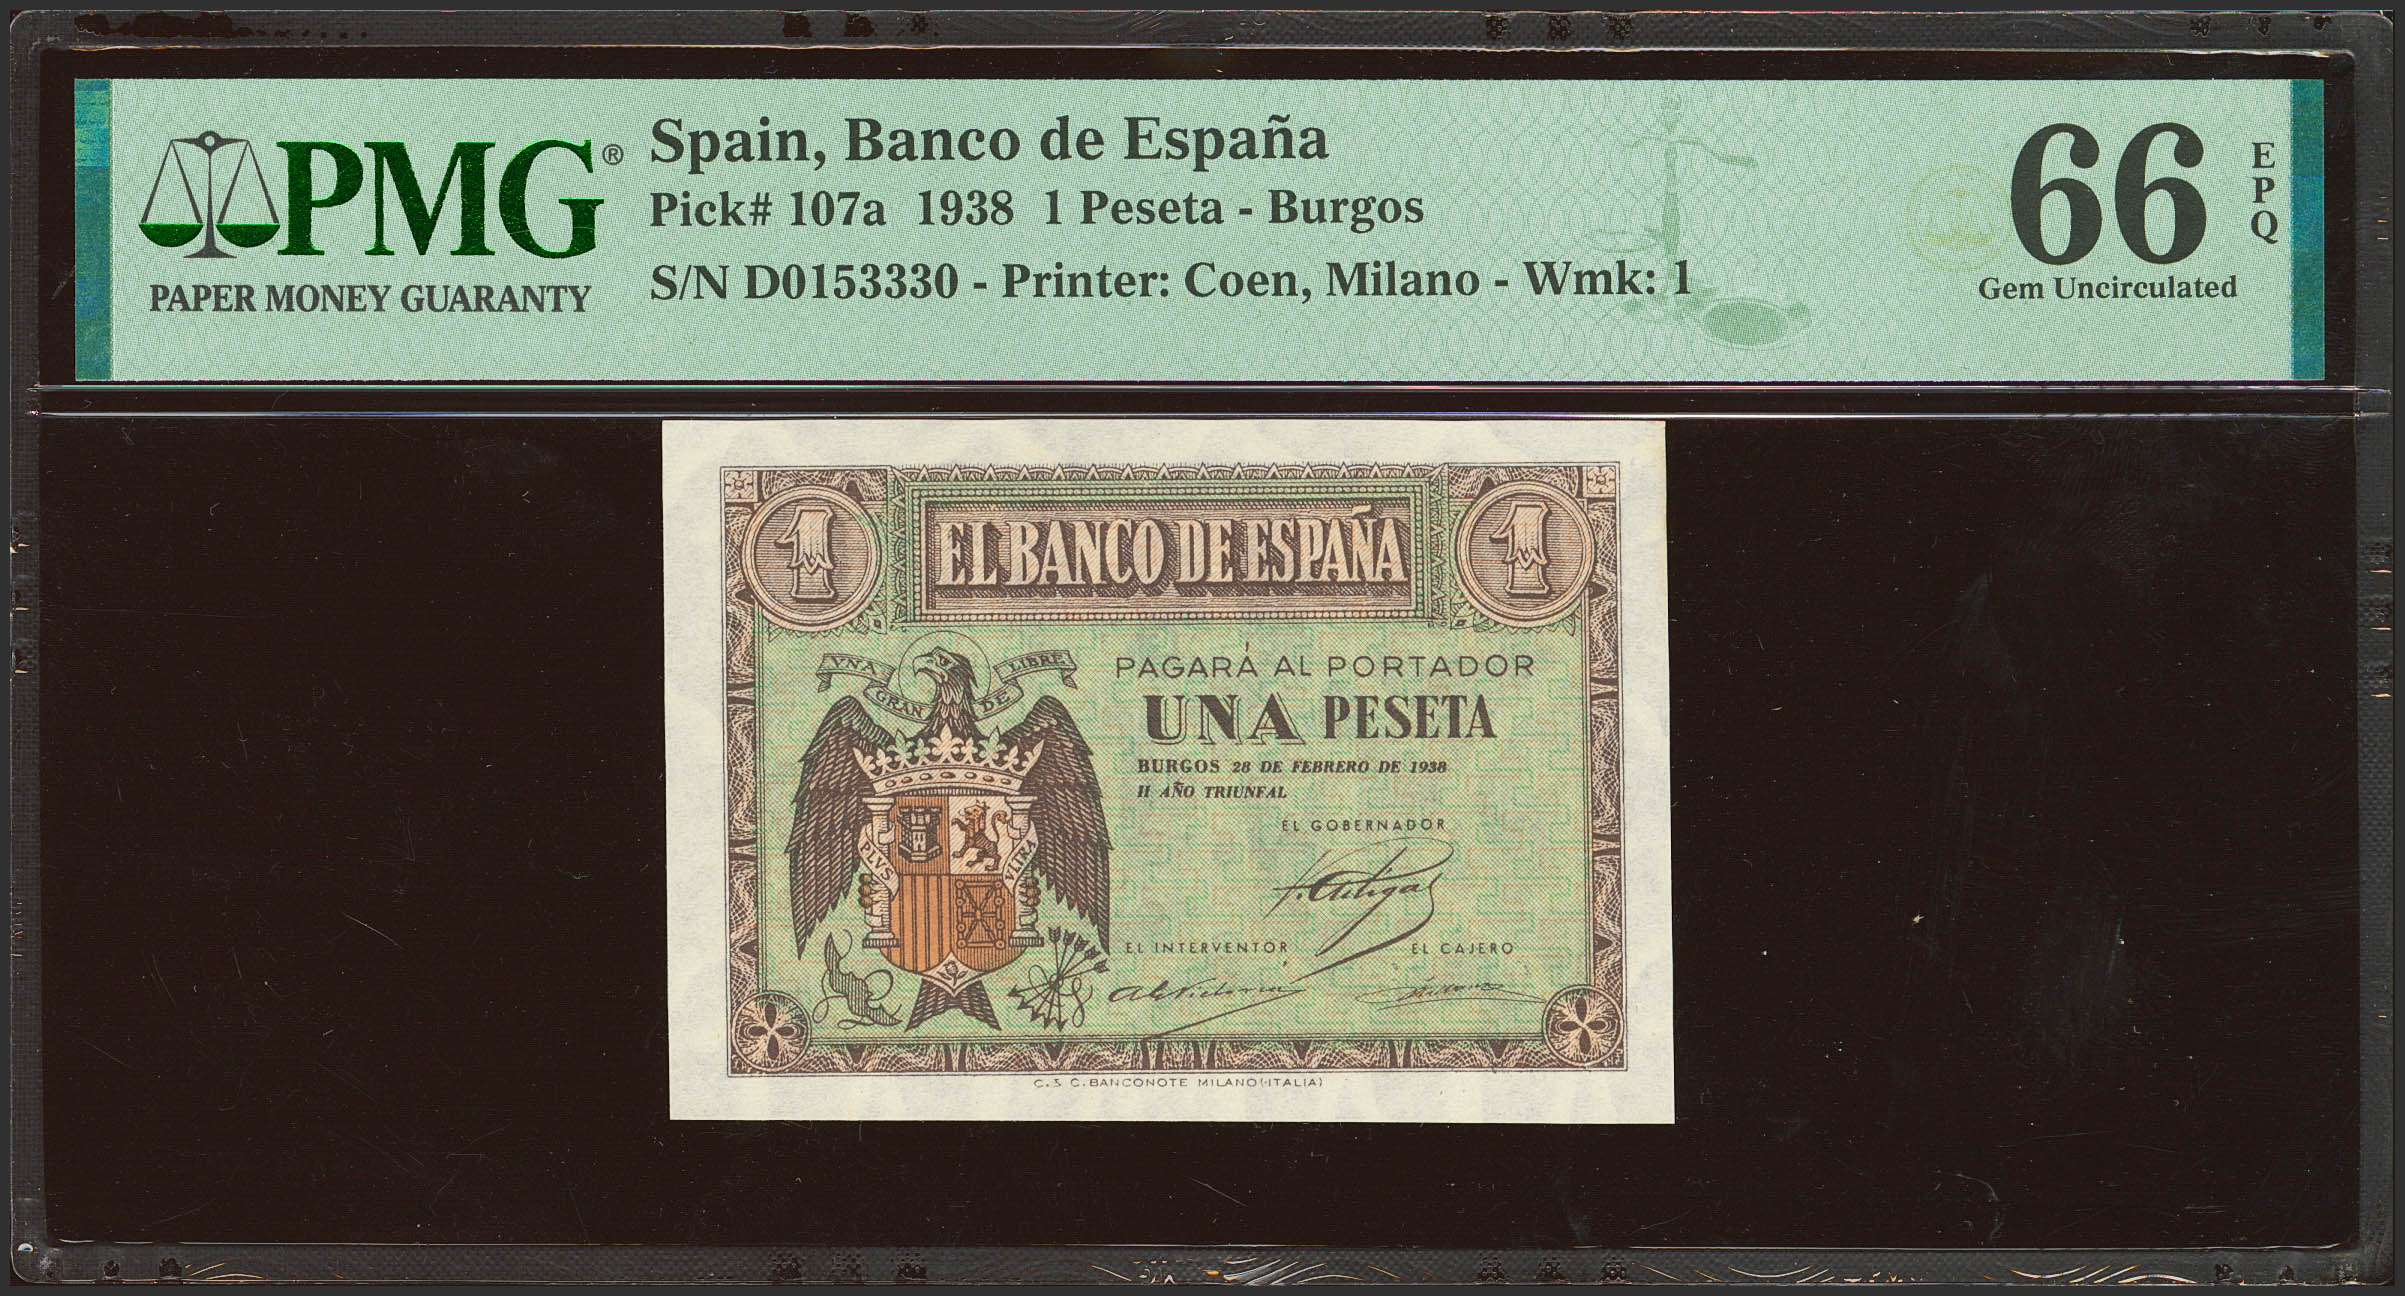 PMG®
PAPER MONEY GUARANTY
Spain, Banco de España
Pick# 107a 1938 1 Peseta - Burgos
S/N D0153330 - Printer: Coen, Milano - Wmk: 1
66
EPQ
Gem Uncirculated
1
EL BANCO DE ESPAÑA
1
VNA GRANDE LIBRE
PAGARÁ AL PORTADOR
UNA PESETA
BURGOS 28 DE FEBRERO DE 1938
II AÑO TRIUNFAL
EL GOBERNADOR
PLVS VLTRA
EL INTERVENTOR
EL CAJERO
C. & C. BANCONOTE MILANO (ITALIA)